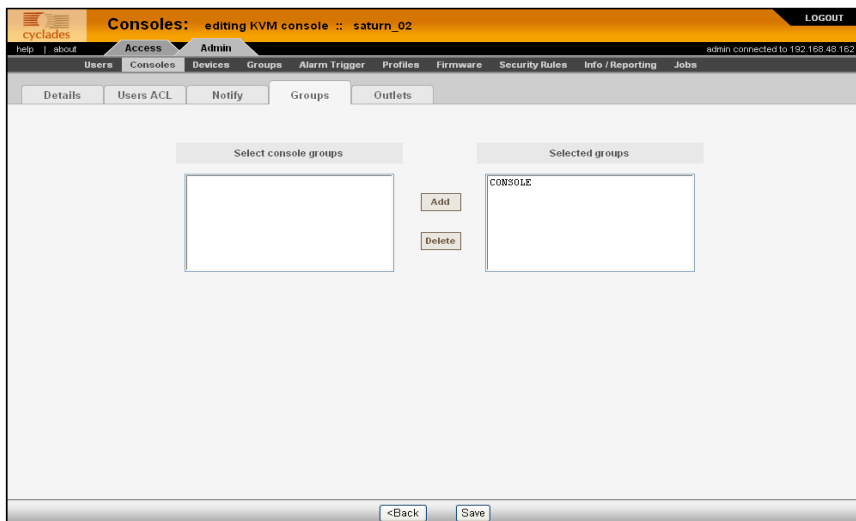 cyclades
Consoles: editing KVM console :: saturn_02
LOGOUT
help | about Access Admin admin connected to 192.168.48.162
Users Consoles Devices Groups Alarm Trigger Profiles Firmware Security Rules Info / Reporting Jobs
Details Users ACL Notify Groups Outlets
Select console groups Selected groups
CONSOLE
Add
Delete
<Back Save